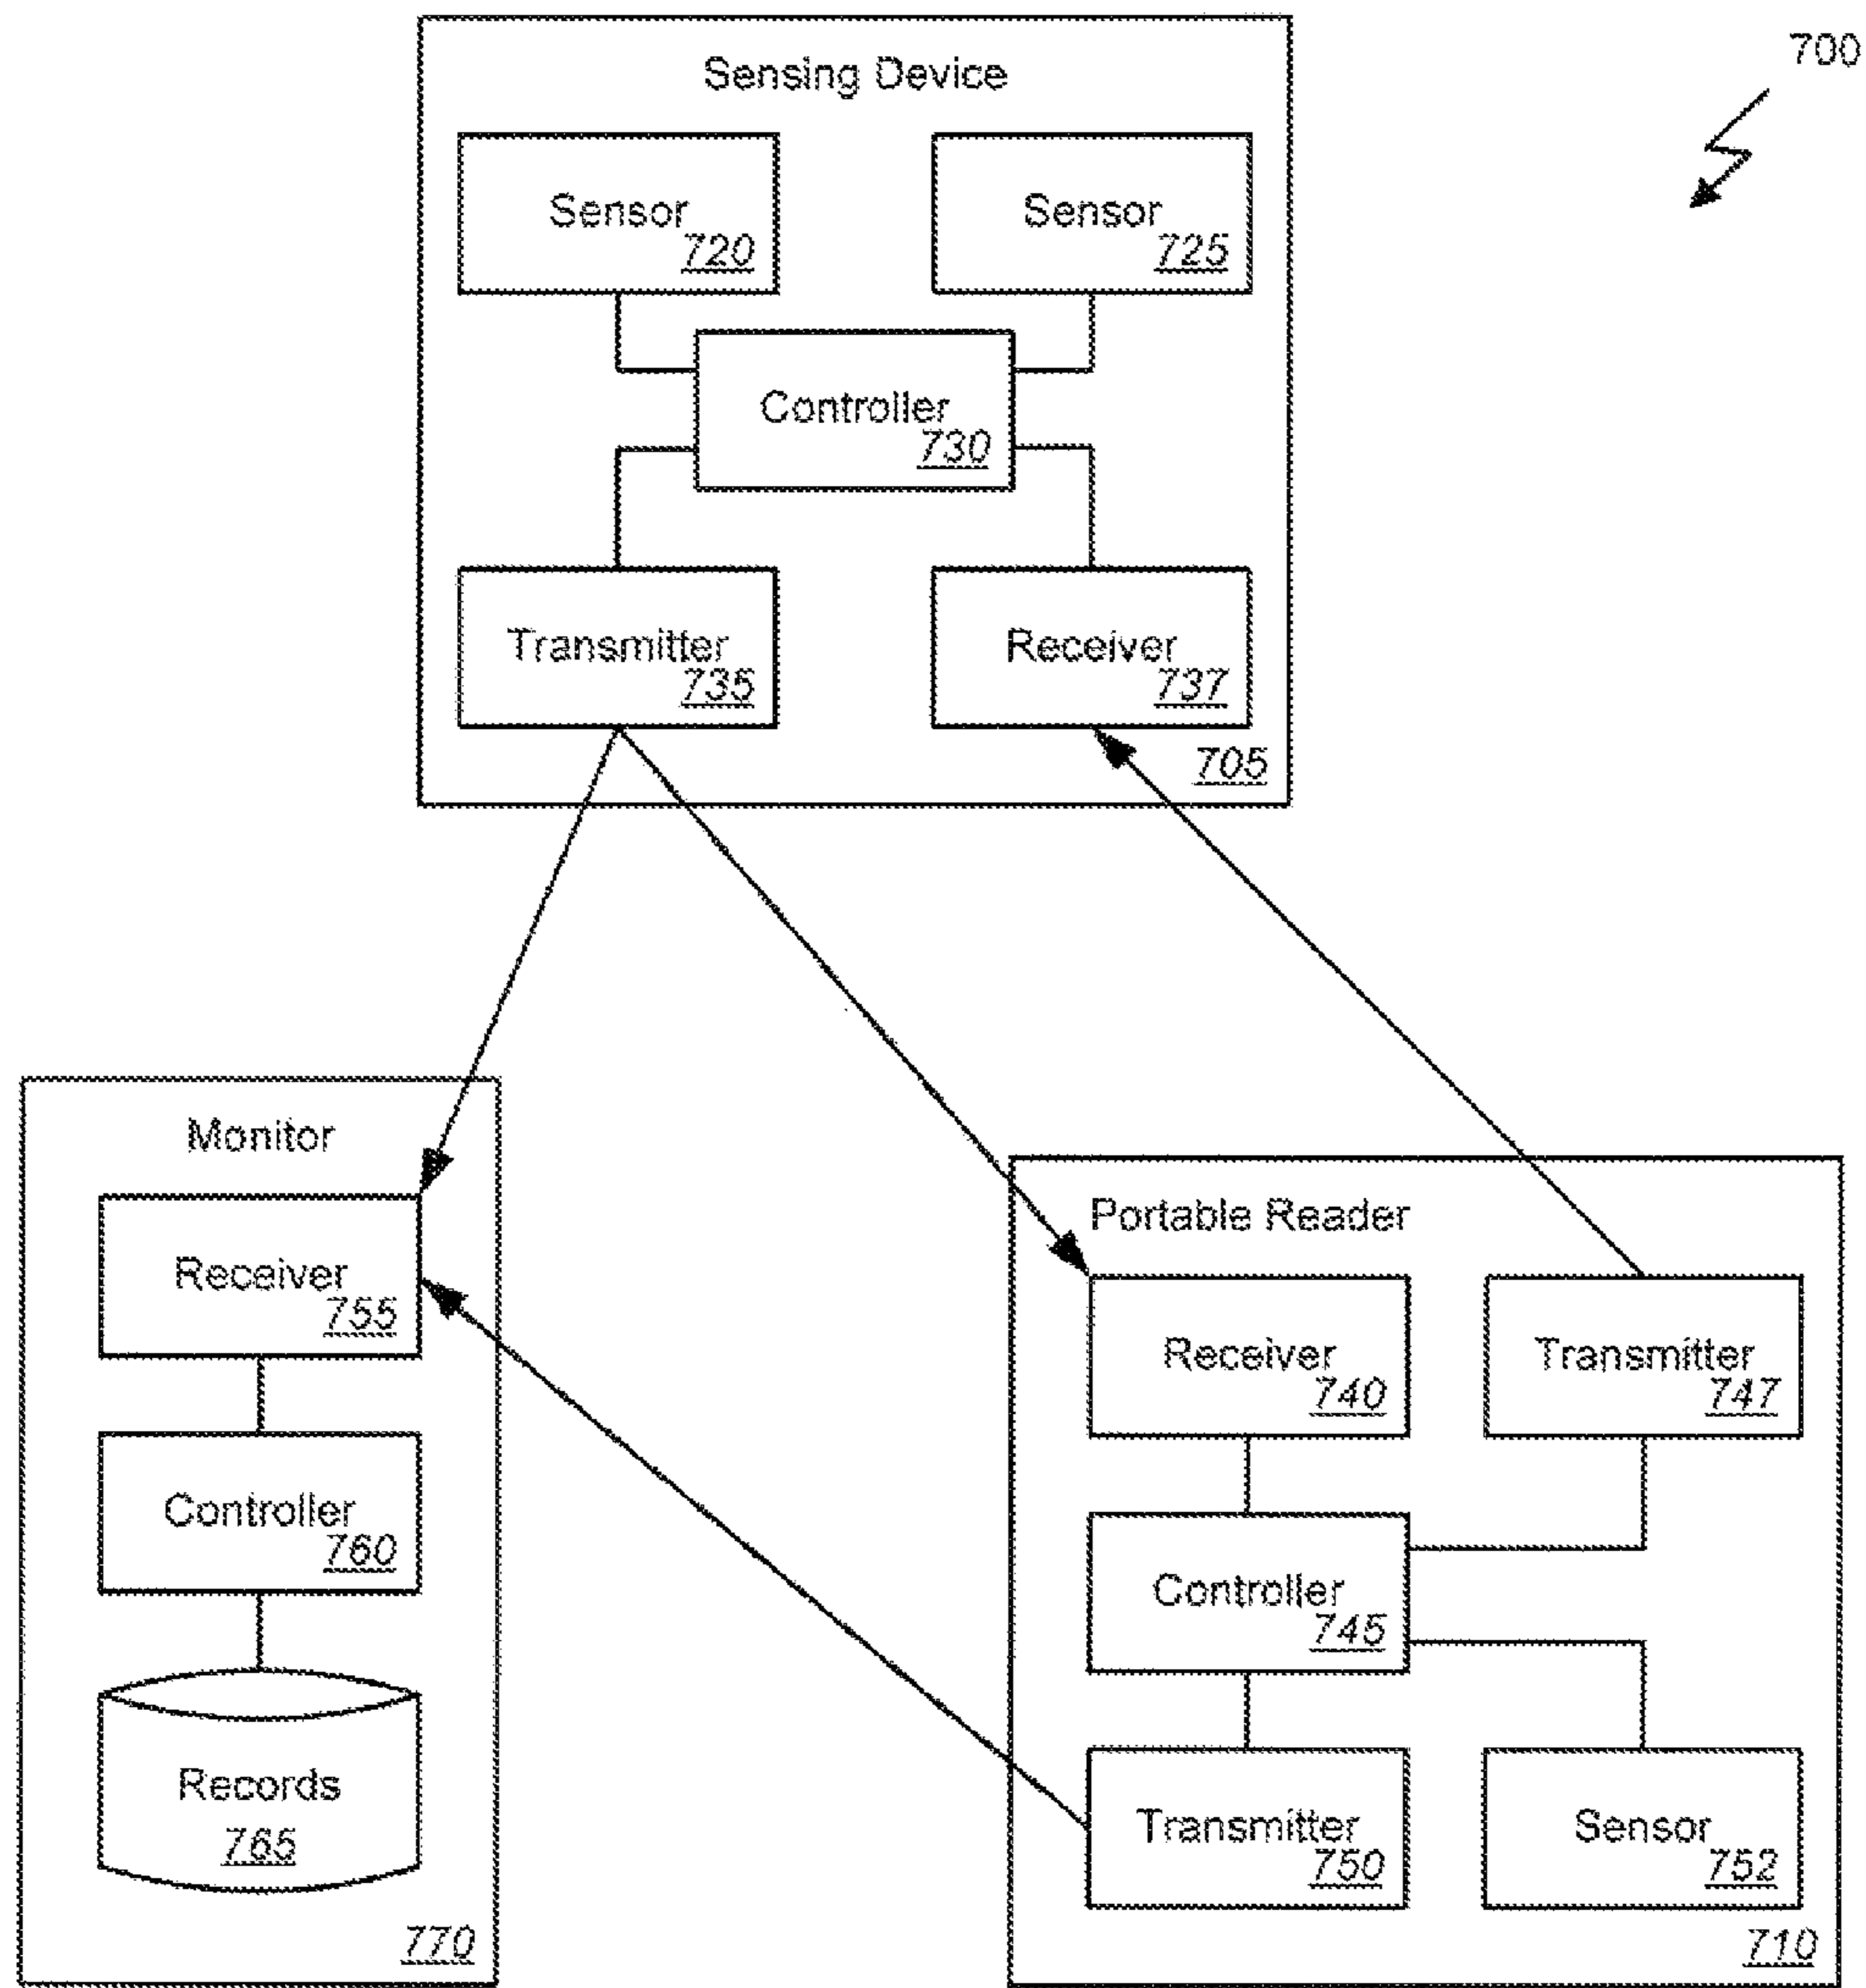 700
Sensing Device
Sensor
720
Sensor
725
Controller
730
Transmitter
735
Receiver
737
705
Monitor
Receiver
755
Controller
760
Records
765
770
Portable Reader
Receiver
740
Transmitter
747
Controller
745
Transmitter
750
Sensor
752
710